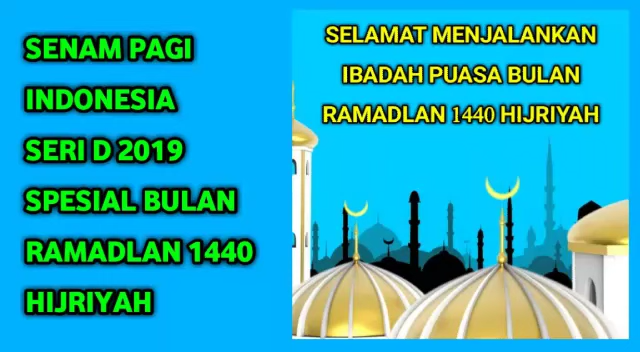 SENAM PAGI
INDONESIA
SERI D 2019
SPESIAL BULAN
RAMADLAN 1440
HIJRIYAH
SELAMAT MENJALANKAN
IBADAH PUASA BULAN
RAMADLAN 1440 HIJRIYAH